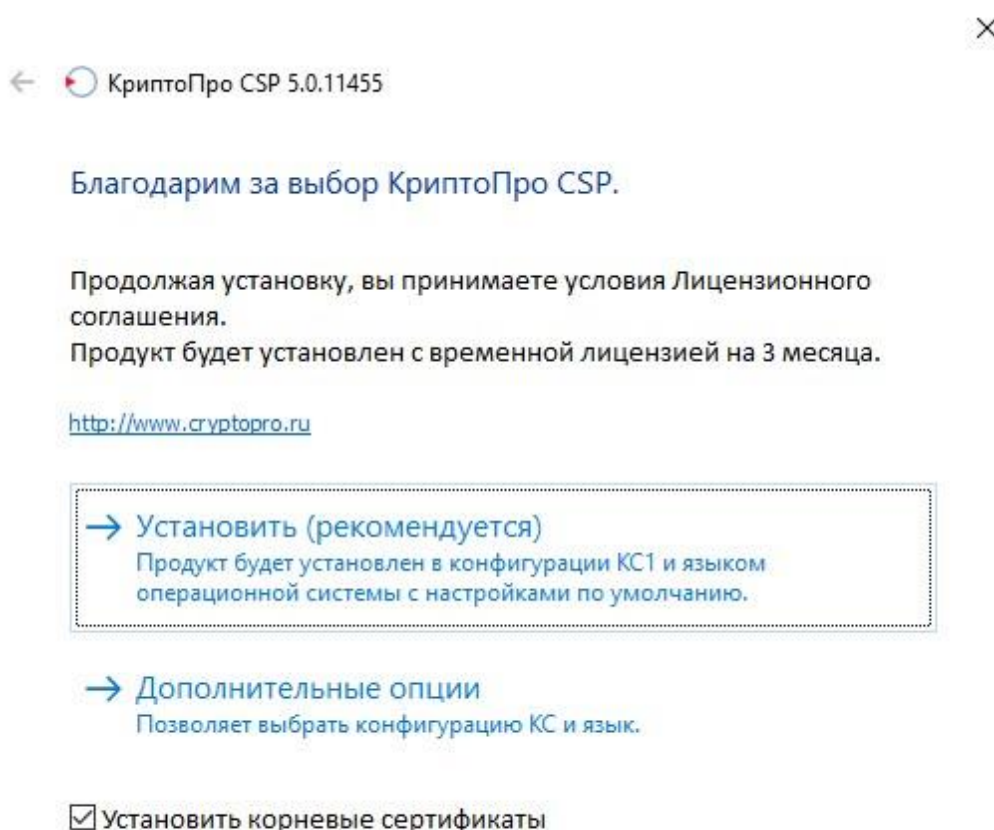 КриптоПро CSP 5.0.11455
Благодарим за выбор КриптоПро CSP.
Продолжая установку, вы принимаете условия Лицензионного
соглашения.
Продукт будет установлен с временной лицензией на 3 месяца.
http://www.cryptopro.ru
Установить (рекомендуется)
Продукт будет установлен в конфигурации КС1 и языком
операционной системы с настройками по умолчанию.
Дополнительные опции
Позволяет выбрать конфигурацию КС и язык.
Установить корневые сертификаты